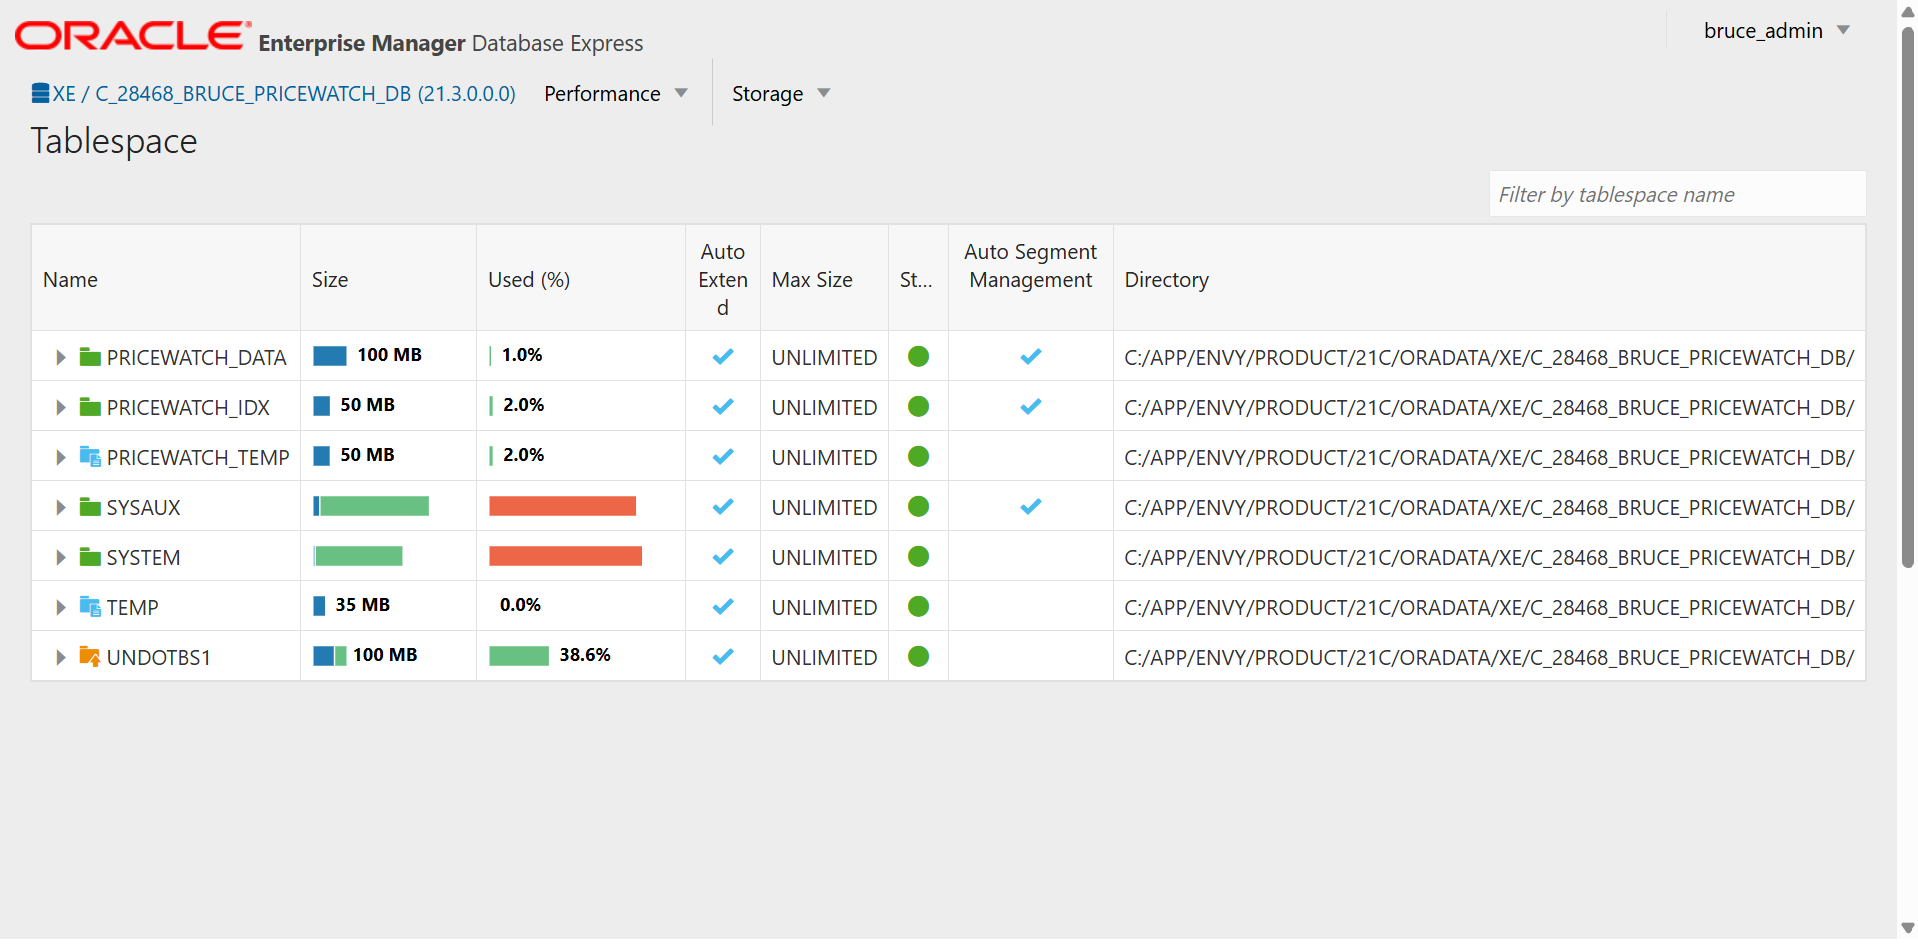 ORACLE Enterprise Manager Database Express
bruce_admin
XE / C_28468_BRUCE_PRICEWATCH_DB (21.3.0.0.0) Performance Storage
Tablespace
Filter by tablespace name
Name Size Used (%) Auto Extend Max Size St... Auto Segment Management Directory
PRICEWATCH_DATA 100 MB 1.0% UNLIMITED C:/APP/ENVY/PRODUCT/21C/ORADATA/XE/C_28468_BRUCE_PRICEWATCH_DB/
PRICEWATCH_IDX 50 MB 2.0% UNLIMITED C:/APP/ENVY/PRODUCT/21C/ORADATA/XE/C_28468_BRUCE_PRICEWATCH_DB/
PRICEWATCH_TEMP 50 MB 2.0% UNLIMITED C:/APP/ENVY/PRODUCT/21C/ORADATA/XE/C_28468_BRUCE_PRICEWATCH_DB/
SYSAUX UNLIMITED C:/APP/ENVY/PRODUCT/21C/ORADATA/XE/C_28468_BRUCE_PRICEWATCH_DB/
SYSTEM UNLIMITED C:/APP/ENVY/PRODUCT/21C/ORADATA/XE/C_28468_BRUCE_PRICEWATCH_DB/
TEMP 35 MB 0.0% UNLIMITED C:/APP/ENVY/PRODUCT/21C/ORADATA/XE/C_28468_BRUCE_PRICEWATCH_DB/
UNDOTBS1 100 MB 38.6% UNLIMITED C:/APP/ENVY/PRODUCT/21C/ORADATA/XE/C_28468_BRUCE_PRICEWATCH_DB/